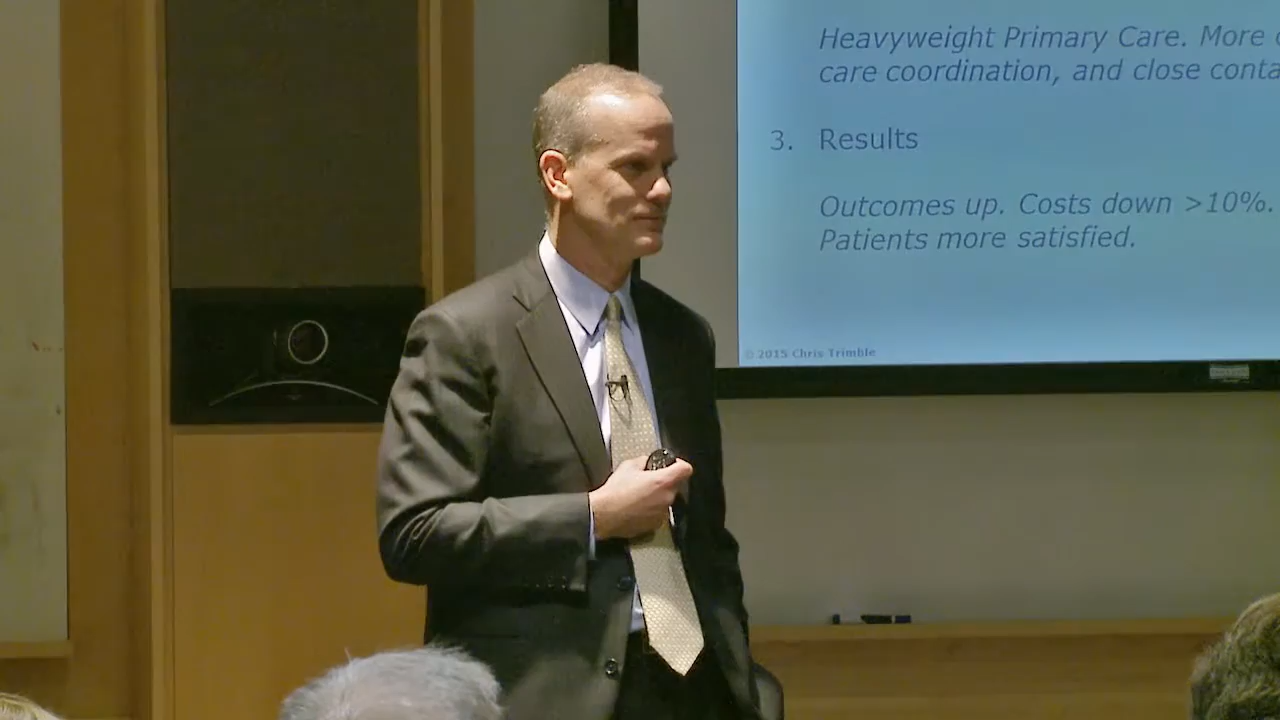 Heavyweight Primary Care. More
care coordination, and close conta
3. Results
Outcomes up. Costs down >10%.
Patients more satisfied.
© 2015 Chris Trimble